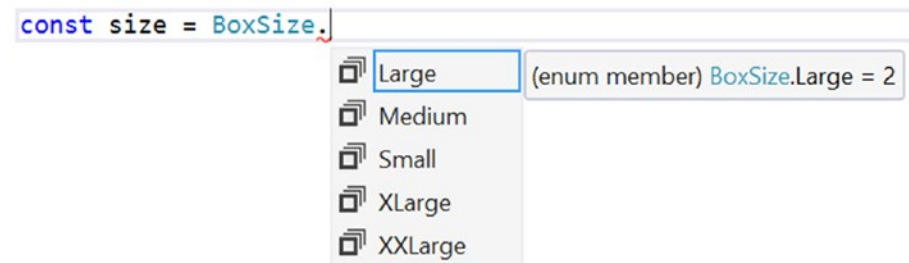 const size = BoxSize.
Large (enum member) BoxSize.Large = 2
Medium
Small
XLarge
XXLarge